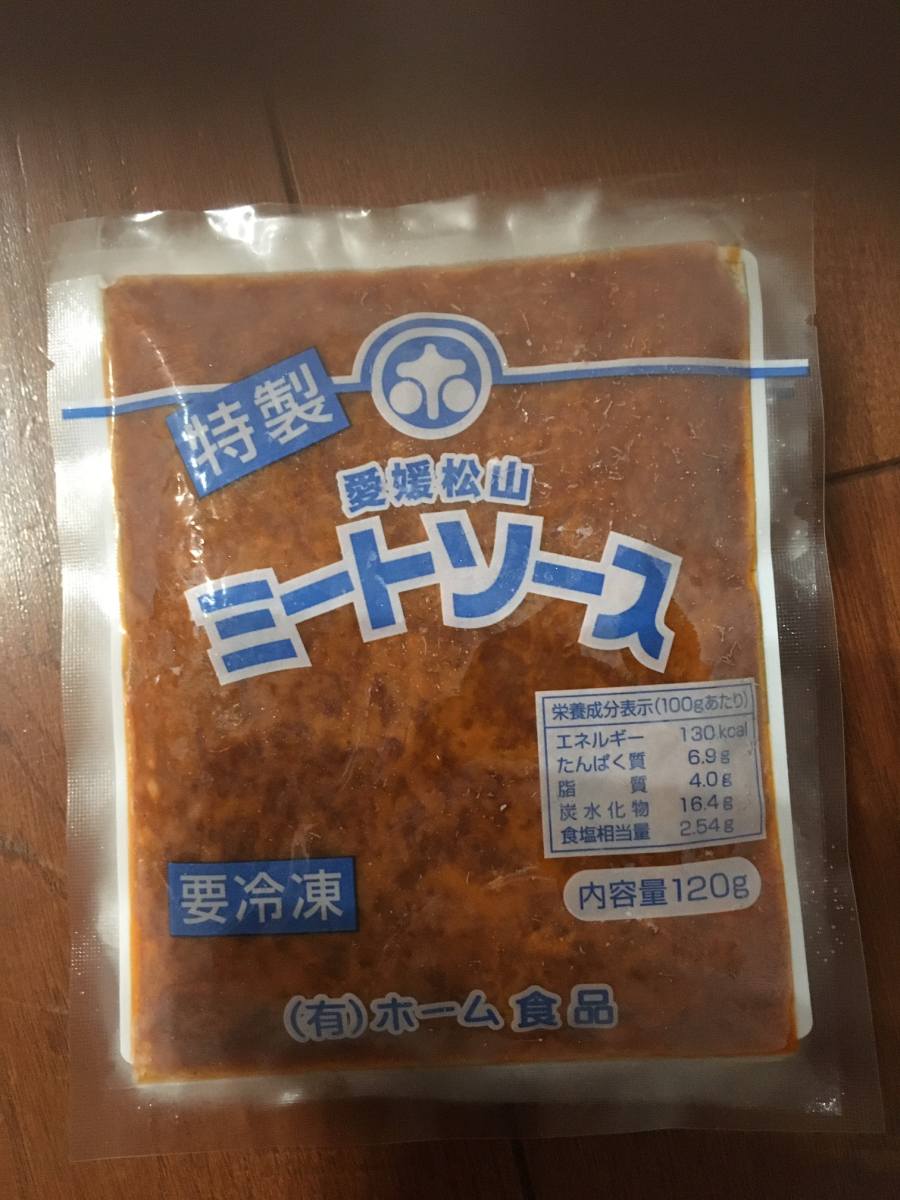 特製
ホ
愛媛松山
ミートソース
栄養成分表示(100gあたり)
エネルギー 130kcal
たんぱく質 6.9g
脂質 4.0g
炭水化物 16.4g
食塩相当量 2.54g
要冷凍
内容量120g
(有)ホーム食品